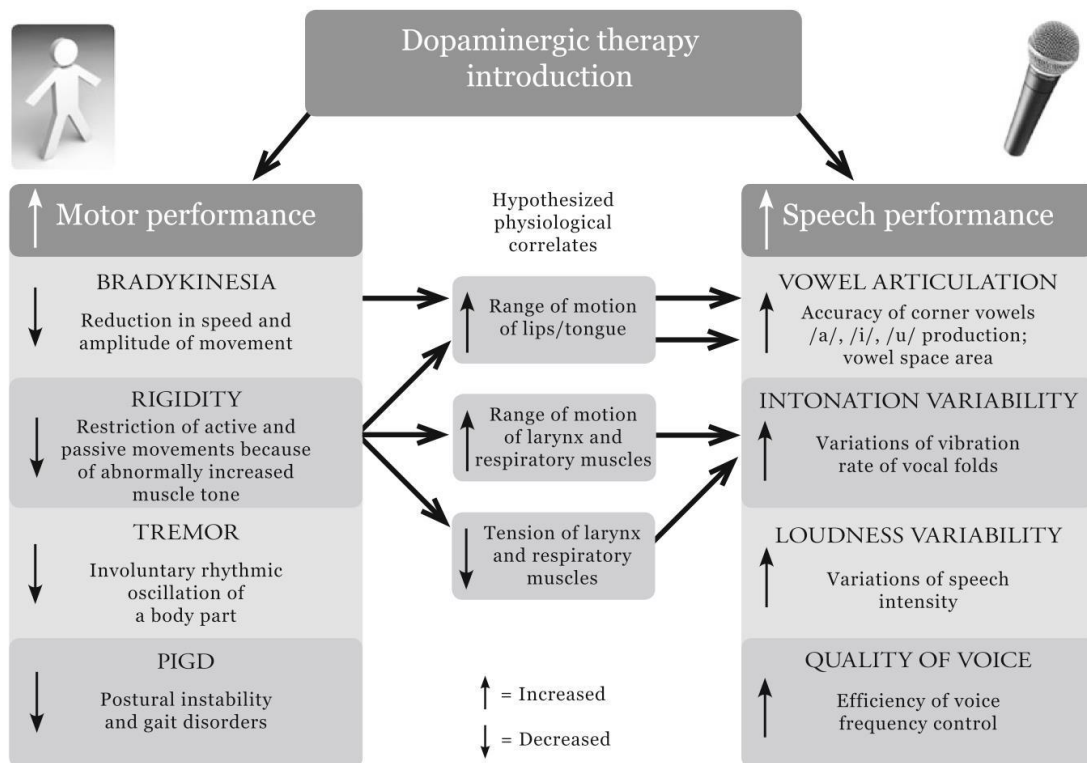 Dopaminergic therapy
introduction
Motor performance
Hypothesized
physiological
correlates
Speech performance
BRADYKINESIA
Reduction in speed and
amplitude of movement
Range of motion
of lips/tongue
VOWEL ARTICULATION
Accuracy of corner vowels
/a/, /i/, /u/ production;
vowel space area
RIGIDITY
Restriction of active and
passive movements because
of abnormally increased
muscle tone
Range of motion
of larynx and
respiratory muscles
INTONATION VARIABILITY
Variations of vibration
rate of vocal folds
TREMOR
Involuntary rhythmic
oscillation of
a body part
Tension of larynx
and respiratory
muscles
LOUDNESS VARIABILITY
Variations of speech
intensity
PIGD
Postural instability
and gait disorders
↑ = Increased
↓ = Decreased
QUALITY OF VOICE
Efficiency of voice
frequency control